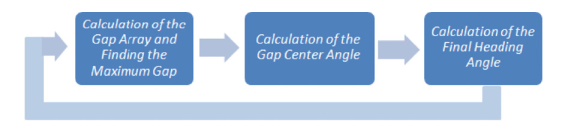 Calculation of the
Gap Array and
Finding the
Maximum Gap
Calculation of the
Gap Center Angle
Calculation of the
Final Heading
Angle